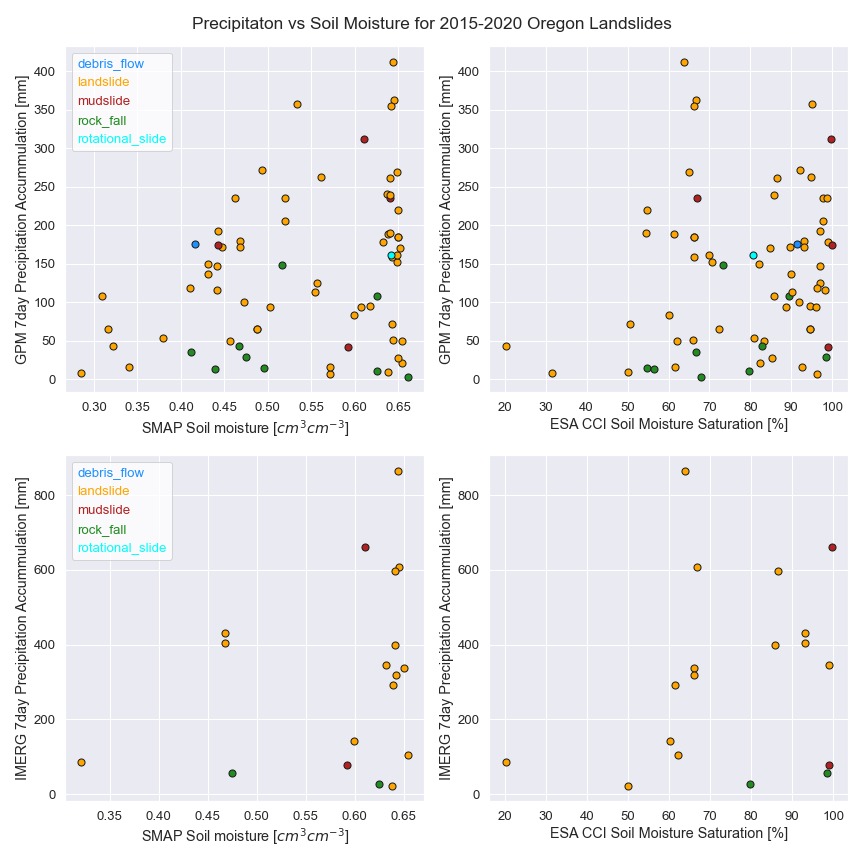 Precipitaton vs Soil Moisture for 2015-2020 Oregon Landslides
GPM 7day Precipitation Accummulation [mm]
400
350
300
250
200
150
100
50
0
debris_flow
landslide
mudslide
rock_fall
rotational_slide
0.30 0.35 0.40 0.45 0.50 0.55 0.60 0.65
SMAP Soil moisture [cm³cm⁻³]
GPM 7day Precipitation Accummulation [mm]
400
350
300
250
200
150
100
50
0
20 30 40 50 60 70 80 90 100
ESA CCI Soil Moisture Saturation [%]
IMERG 7day Precipitation Accummulation [mm]
800
600
400
200
0
debris_flow
landslide
mudslide
rock_fall
rotational_slide
0.35 0.40 0.45 0.50 0.55 0.60 0.65
SMAP Soil moisture [cm³cm⁻³]
IMERG 7day Precipitation Accummulation [mm]
800
600
400
200
0
20 30 40 50 60 70 80 90 100
ESA CCI Soil Moisture Saturation [%]